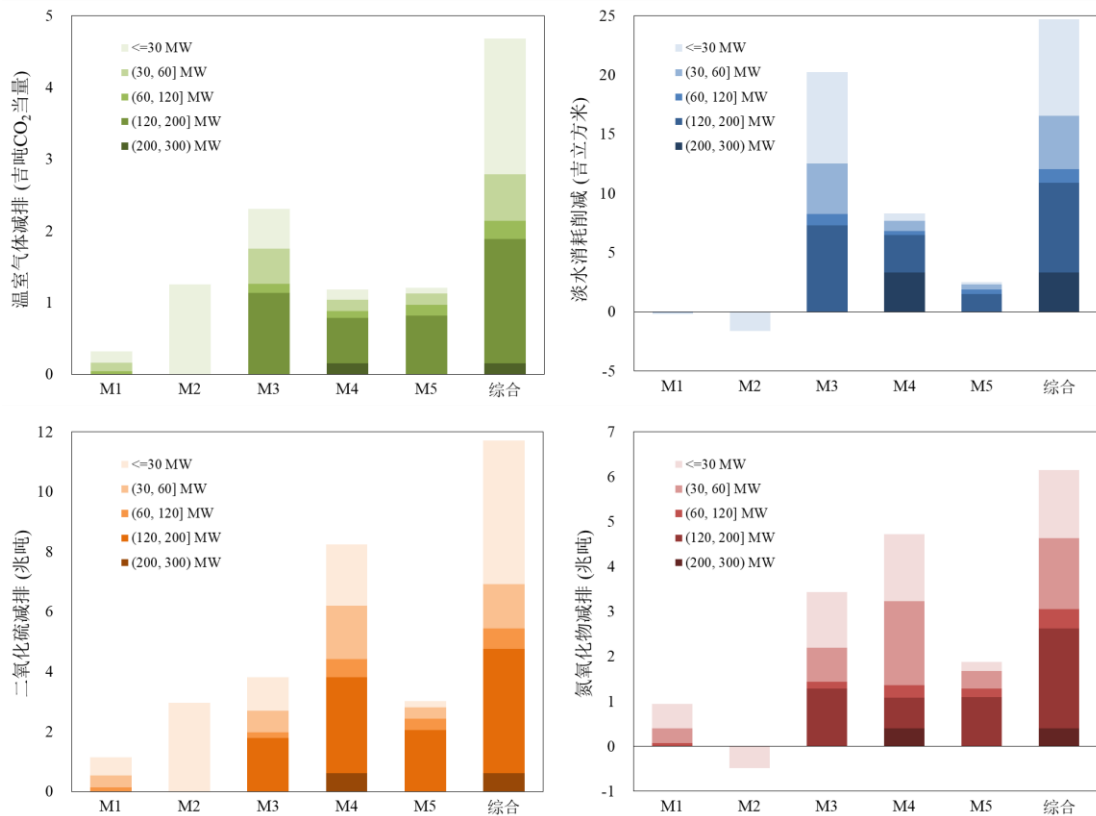 温室气体减排 (吉吨CO₂当量)
5
4
3
2
1
0
<=30 MW
(30, 60] MW
(60, 120] MW
(120, 200] MW
(200, 300) MW
M1 M2 M3 M4 M5 综合
淡水消耗削减 (吉立方米)
25
20
15
10
5
0
-5
<=30 MW
(30, 60] MW
(60, 120] MW
(120, 200] MW
(200, 300) MW
M1 M2 M3 M4 M5 综合
二氧化硫减排 (兆吨)
12
10
8
6
4
2
0
<=30 MW
(30, 60] MW
(60, 120] MW
(120, 200] MW
(200, 300) MW
M1 M2 M3 M4 M5 综合
氮氧化物减排 (兆吨)
7
6
5
4
3
2
1
0
-1
<=30 MW
(30, 60] MW
(60, 120] MW
(120, 200] MW
(200, 300) MW
M1 M2 M3 M4 M5 综合